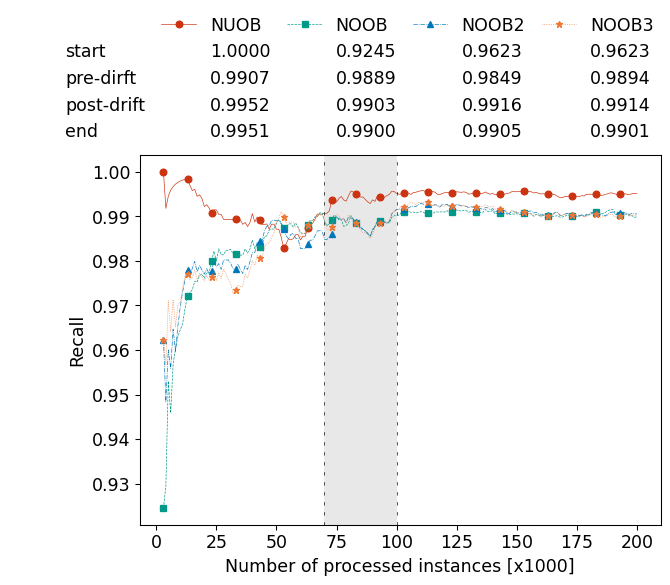 NUOB NOOB NOOB2 NOOB3
start 1.0000 0.9245 0.9623 0.9623
pre-dirft 0.9907 0.9889 0.9849 0.9894
post-drift 0.9952 0.9903 0.9916 0.9914
end 0.9951 0.9900 0.9905 0.9901
1.00
0.99
0.98
0.97
0.96
0.95
0.94
0.93
Recall
0 25 50 75 100 125 150 175 200
Number of processed instances [x1000]